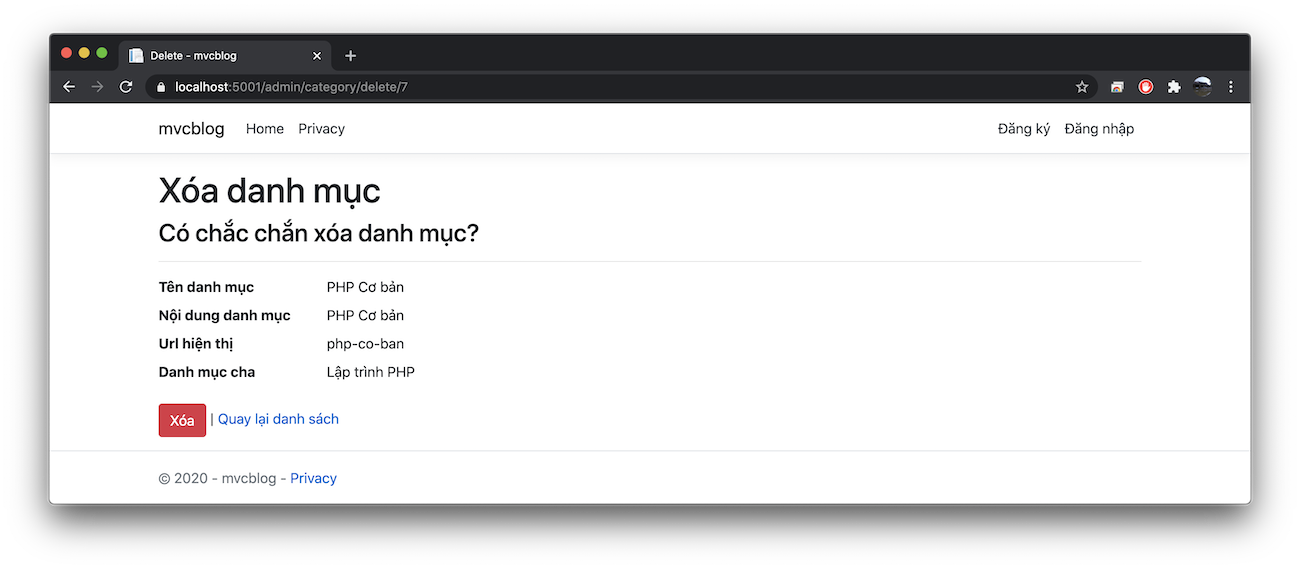 Delete - mvcblog
localhost:5001/admin/category/delete/7
mvcblog Home Privacy Đăng ký Đăng nhập
Xóa danh mục
Có chắc chắn xóa danh mục?
Tên danh mục PHP Cơ bản
Nội dung danh mục PHP Cơ bản
Url hiện thị php-co-ban
Danh mục cha Lập trình PHP
Xóa | Quay lại danh sách
© 2020 - mvcblog - Privacy